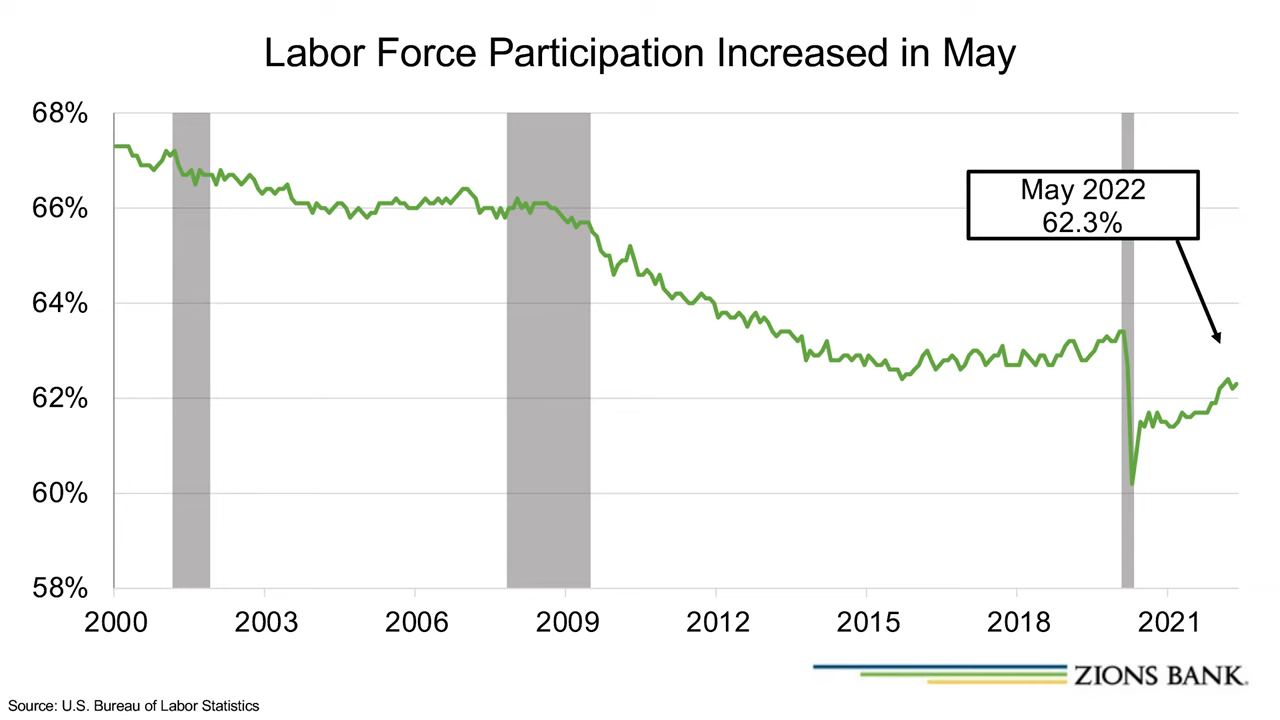 Labor Force Participation Increased in May
68%
66%
64%
62%
60%
58%
May 2022
62.3%
2000 2003 2006 2009 2012 2015 2018 2021
ZIONS BANK®
Source: U.S. Bureau of Labor Statistics